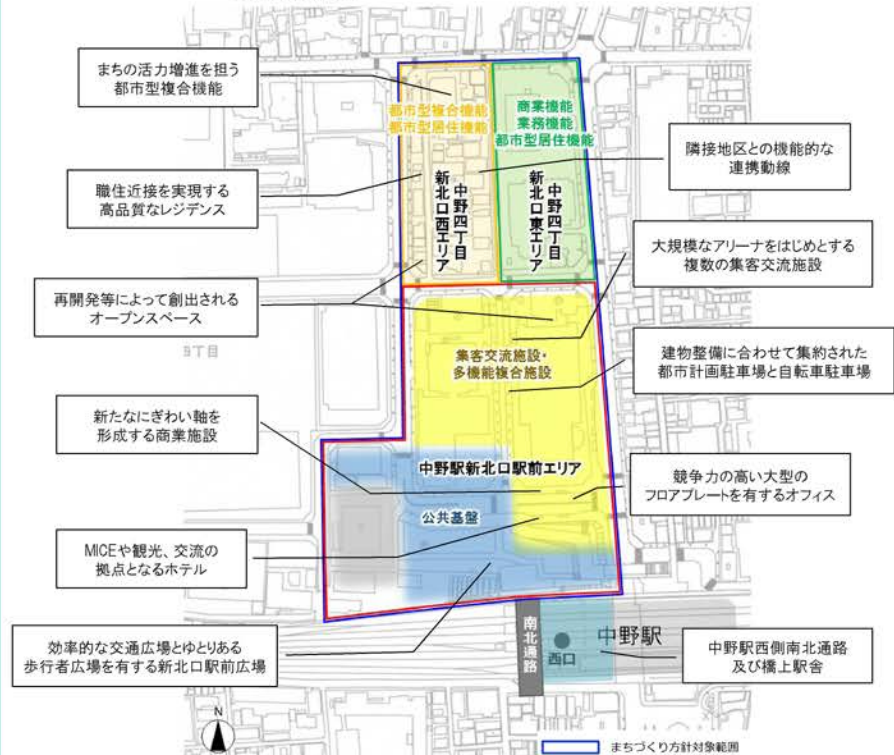 まちの活力増進を担う
都市型複合機能
都市型複合機能
都市型居住機能
商業機能
業務機能
都市型居住機能
隣接地区との機能的な
連携動線
職住近接を実現する
高品質なレジデンス
中野四丁目
新北口西エリア
中野四丁目
新北口東エリア
大規模なアリーナをはじめとする
複数の集客交流施設
再開発等によって創出される
オープンスペース
丁目
集客交流施設・
多機能複合施設
建物整備に合わせて集約された
都市計画駐車場と自転車駐車場
新たなにぎわい軸を
形成する商業施設
中野駅新北口駅前エリア
競争力の高い大型の
フロアプレートを有するオフィス
公共基盤
MICEや観光、交流の
拠点となるホテル
効率的な交通広場とゆとりある
歩行者広場を有する新北口駅前広場
南北通路
西口
中野駅
中野駅西側南北通路
及び橋上駅舎
N
まちづくり方針対象範囲